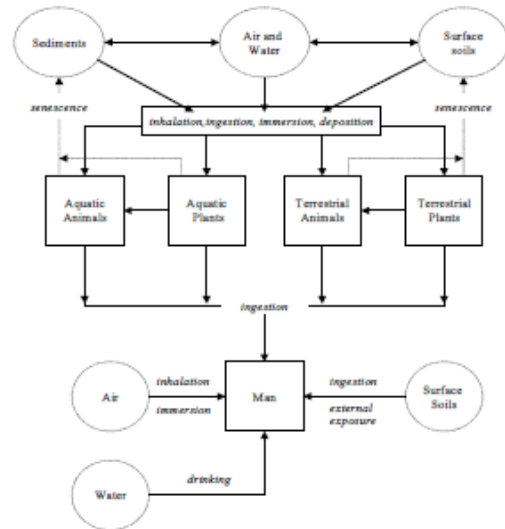 Sediments
Air and
Water
Surface
soils
senescence
senescence
inhalation,ingestion, immersion, deposition
Aquatic
Animals
Aquatic
Plants
Terrestrial
Animals
Terrestrial
Plants
ingestion
Air
inhalation
immersion
Man
ingestion
external
exposure
Surface
Soils
Water
drinking